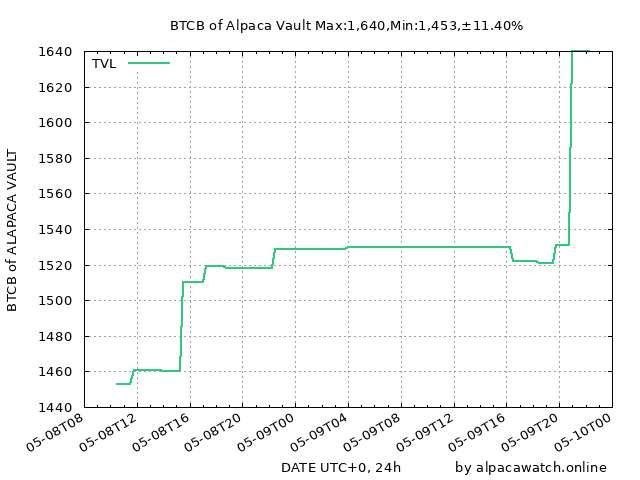 BTCB of Alpaca Vault Max:1,640,Min:1,453,±11.40%
TVL
1640
1620
1600
1580
1560
1540
1520
1500
1480
1460
1440
BTCB of ALAPACA VAULT
05-08T08
05-08T12
05-08T16
05-08T20
05-09T00
05-09T04
05-09T08
05-09T12
05-09T16
05-09T20
05-10T00
DATE UTC+0, 24h
by alpacawatch.online